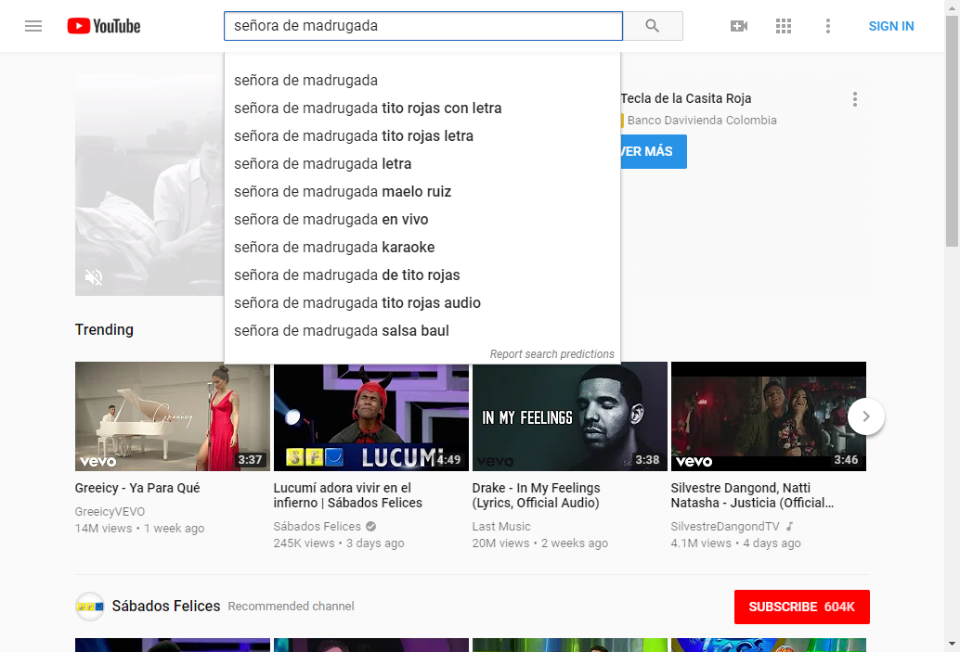 YouTube
señora de madrugada
SIGN IN
señora de madrugada
señora de madrugada tito rojas con letra
señora de madrugada tito rojas letra
señora de madrugada letra
señora de madrugada maelo ruiz
señora de madrugada en vivo
señora de madrugada karaoke
señora de madrugada de tito rojas
señora de madrugada tito rojas audio
señora de madrugada salsa baul
Report search predictions
Tecla de la Casita Roja
Banco Davivienda Colombia
VER MÁS
Trending
Greeicy
vevo
3:37
SFL
LUCUMÍ
4:49
IN MY FEELINGS
vevo
3:38
vevo
3:46
Greeicy - Ya Para Qué
GreeicyVEVO
14M views • 1 week ago
Lucumí adora vivir en el
infierno | Sábados Felices
Sábados Felices
245K views • 3 days ago
Drake - In My Feelings
(Lyrics, Official Audio)
Last Music
20M views • 2 weeks ago
Silvestre Dangond, Natti
Natasha - Justicia (Official...
SilvestreDangondTV
4.1M views • 4 days ago
Sábados Felices Recommended channel
SUBSCRIBE 604K